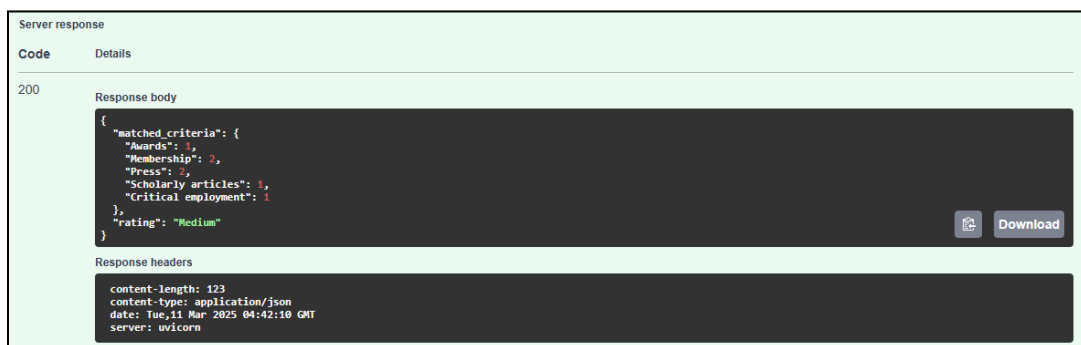 Server response
Code Details
200
Response body
{
  "matched_criteria": {
    "Awards": 1,
    "Membership": 2,
    "Press": 2,
    "Scholarly articles": 1,
    "Critical employment": 1
  },
  "rating": "Medium"
}
Download
Response headers
content-length: 123
content-type: application/json
date: Tue,11 Mar 2025 04:42:10 GMT
server: uvicorn